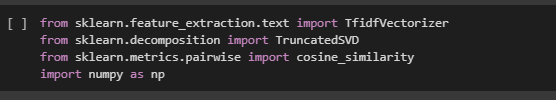 [ ] from sklearn.feature_extraction.text import TfidfVectorizer
from sklearn.decomposition import TruncatedSVD
from sklearn.metrics.pairwise import cosine_similarity
import numpy as np